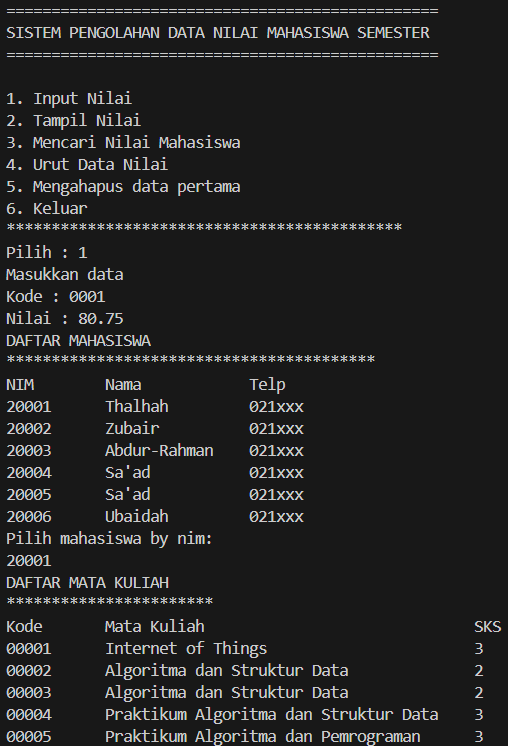 ================================================
SISTEM PENGOLAHAN DATA NILAI MAHASISWA SEMESTER
================================================
1. Input Nilai
2. Tampil Nilai
3. Mencari Nilai Mahasiswa
4. Urut Data Nilai
5. Mengahapus data pertama
6. Keluar
********************************************
Pilih : 1
Masukkan data
Kode : 0001
Nilai : 80.75
DAFTAR MAHASISWA
*****************************************
NIM        Nama            Telp
20001      Thalhah         021xxx
20002      Zubair          021xxx
20003      Abdur-Rahman    021xxx
20004      Sa'ad           021xxx
20005      Sa'ad           021xxx
20006      Ubaidah         021xxx
Pilih mahasiswa by nim:
20001
DAFTAR MATA KULIAH
***********************
Kode       Mata Kuliah                              SKS
00001      Internet of Things                       3
00002      Algoritma dan Struktur Data              2
00003      Algoritma dan Struktur Data              2
00004      Praktikum Algoritma dan Struktur Data    3
00005      Praktikum Algoritma dan Pemrograman      3